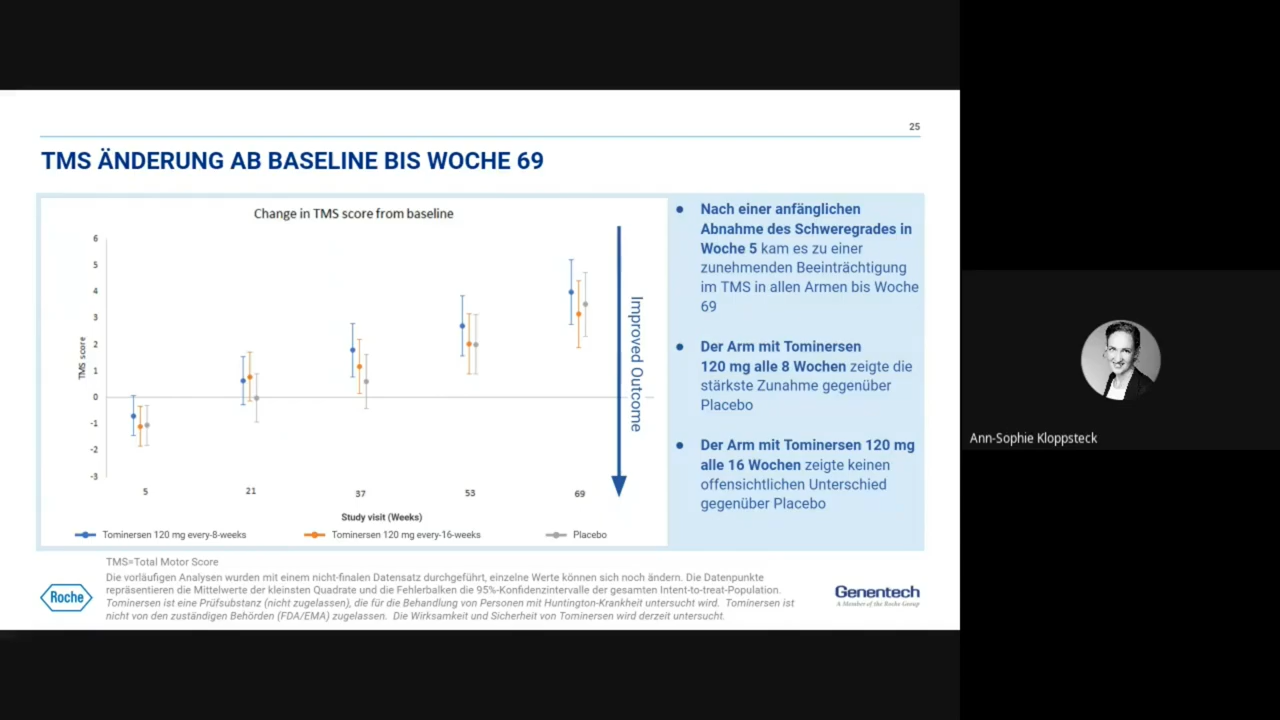 25
TMS ÄNDERUNG AB BASELINE BIS WOCHE 69
Change in TMS score from baseline
6
5
4
3
2
1
0
-1
-2
-3
TMS score
5
21
37
53
69
Study visit (Weeks)
Tominersen 120 mg every-8-weeks
Tominersen 120 mg every-16-weeks
Placebo
Improved Outcome
Nach einer anfänglichen
Abnahme des Schweregrades in
Woche 5 kam es zu einer
zunehmenden Beeinträchtigung
im TMS in allen Armen bis Woche
69
Der Arm mit Tominersen
120 mg alle 8 Wochen zeigte die
stärkste Zunahme gegenüber
Placebo
Der Arm mit Tominersen 120 mg
alle 16 Wochen zeigte keinen
offensichtlichen Unterschied
gegenüber Placebo
TMS=Total Motor Score
Die vorläufigen Analysen wurden mit einem nicht-finalen Datensatz durchgeführt, einzelne Werte können sich noch ändern. Die Datenpunkte
repräsentieren die Mittelwerte der kleinsten Quadrate und die Fehlerbalken die 95%-Konfidenzintervalle der gesamten Intent-to-treat-Population.
Tominersen ist eine Prüfsubstanz (nicht zugelassen), die für die Behandlung von Personen mit Huntington-Krankheit untersucht wird. Tominersen ist
nicht von den zuständigen Behörden (FDA/EMA) zugelassen. Die Wirksamkeit und Sicherheit von Tominersen wird derzeit untersucht.
Roche
Genentech
A Member of the Roche Group
Ann-Sophie Kloppsteck